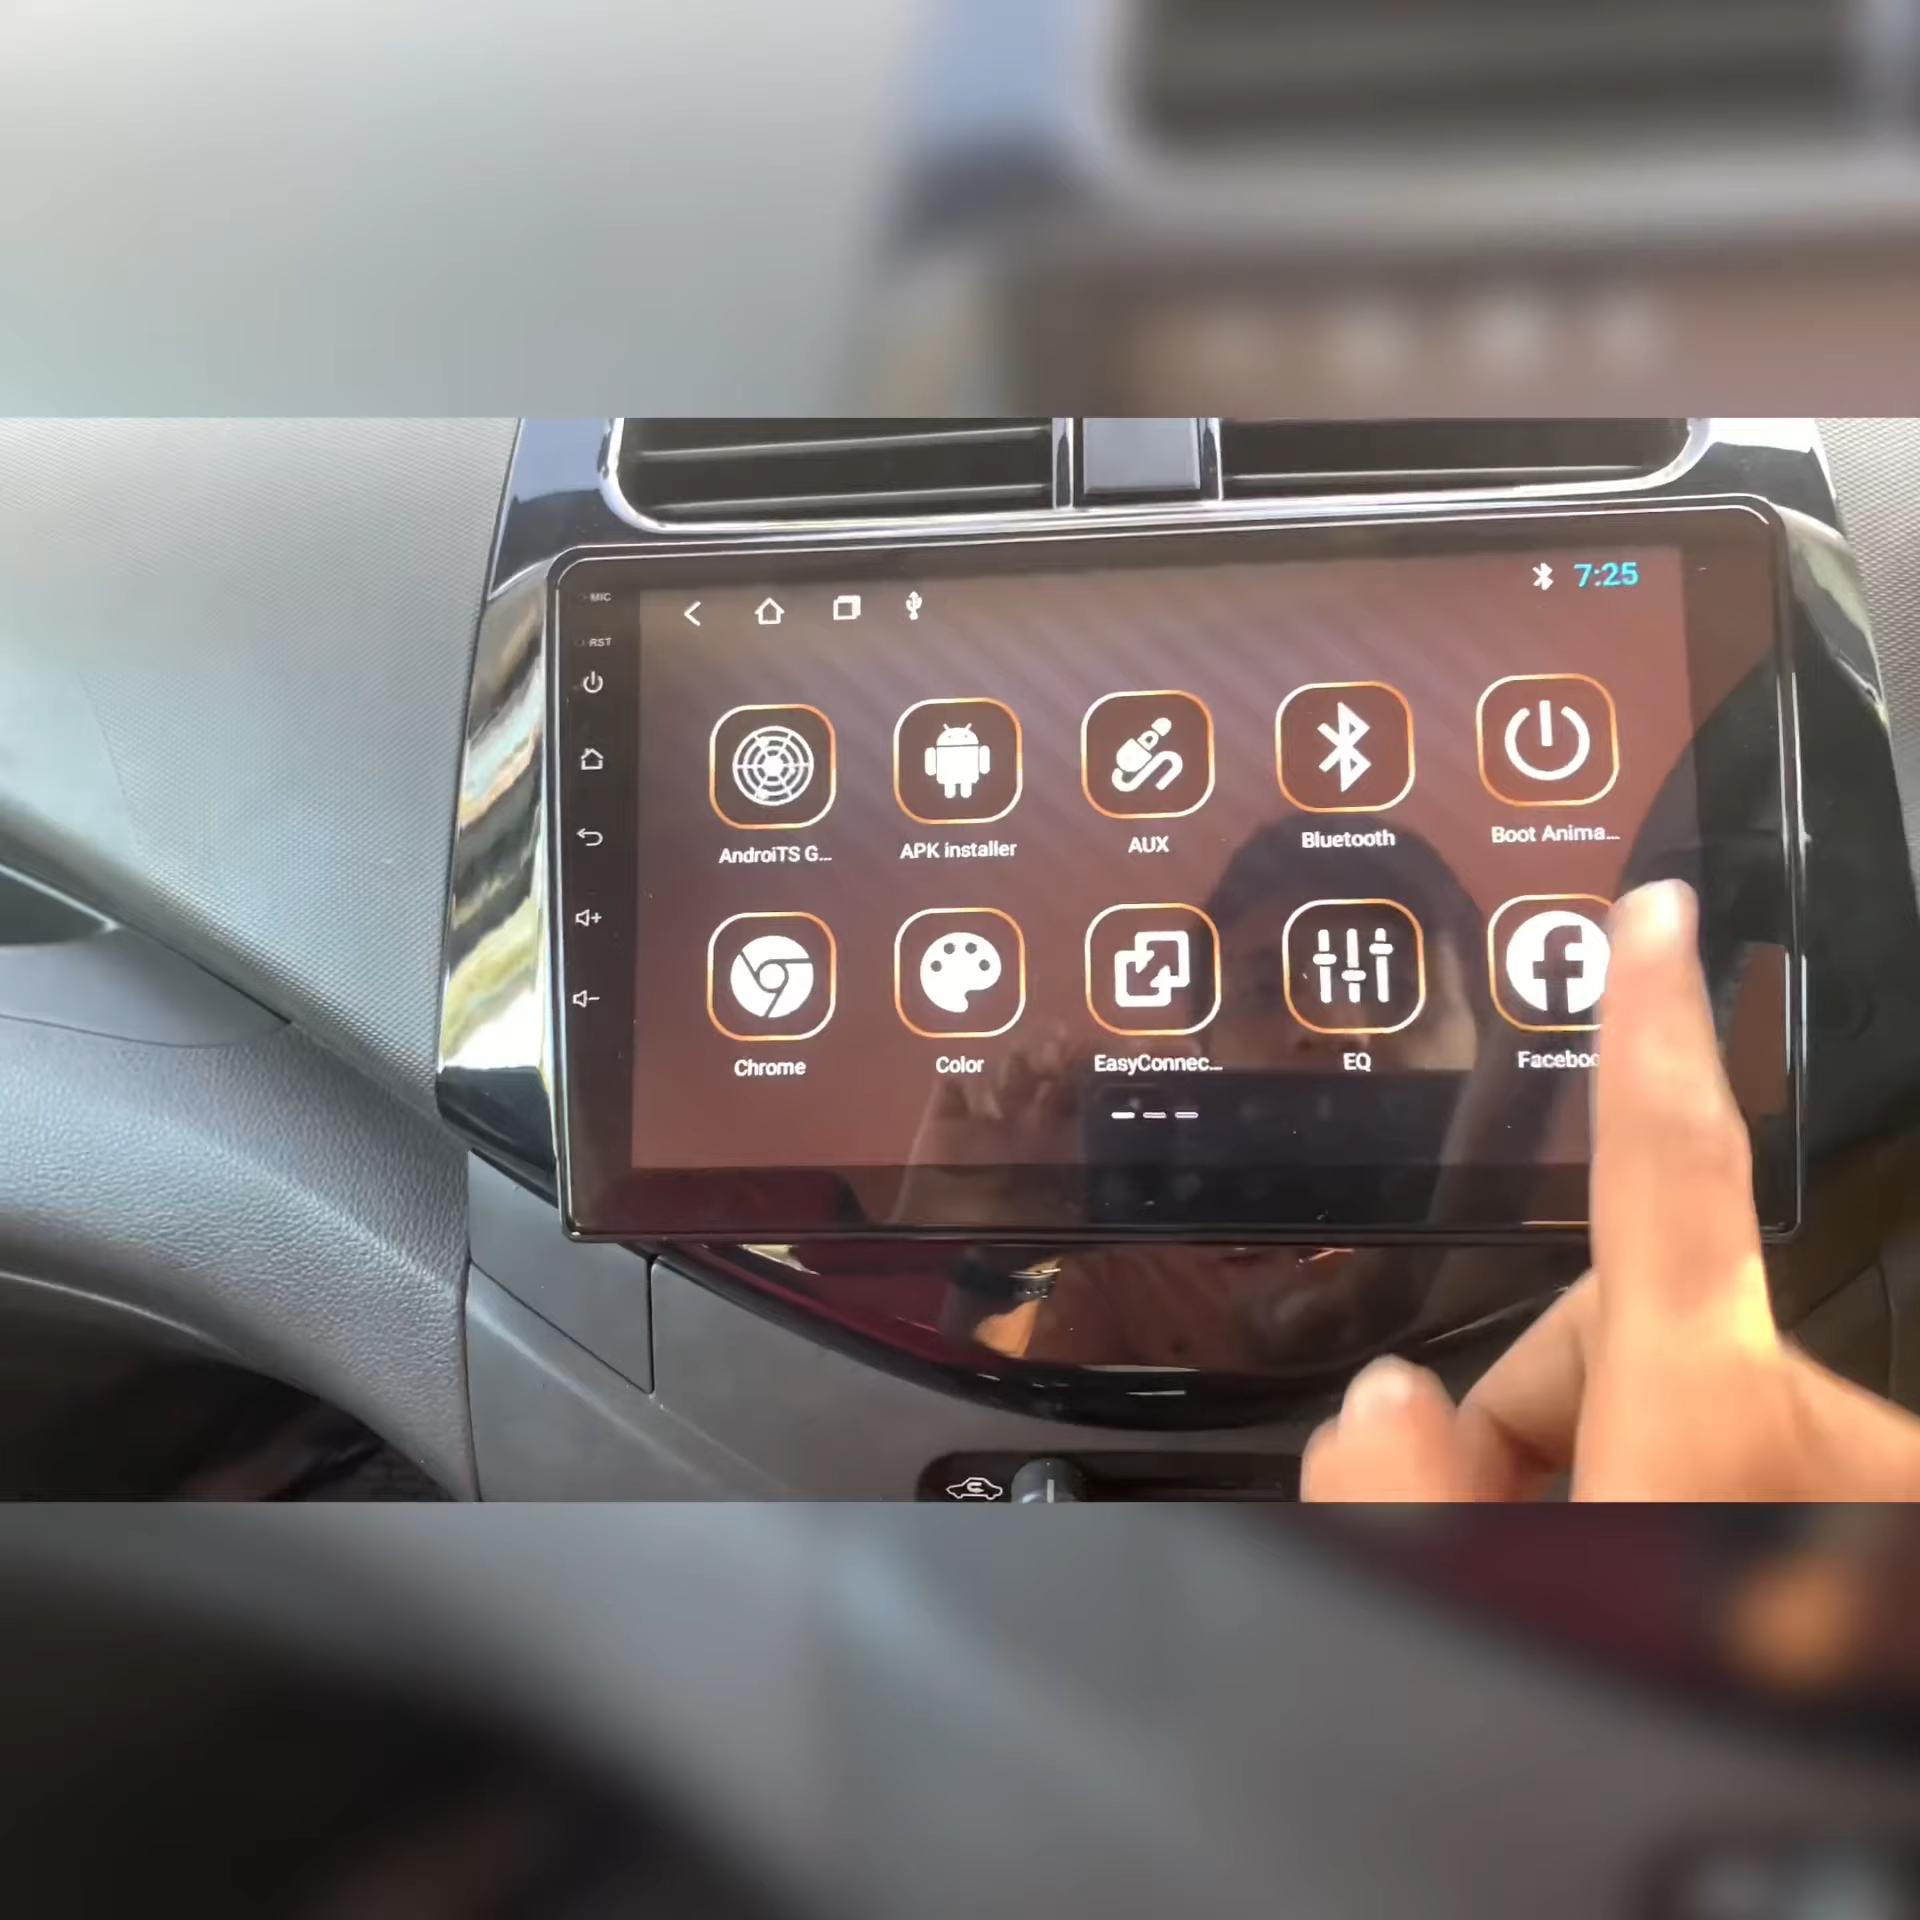 MIC
RST
7:25
AndroiTS G...
APK installer
AUX
Bluetooth
Boot Anima...
Chrome
Color
EasyConnec...
EQ
Faceboo